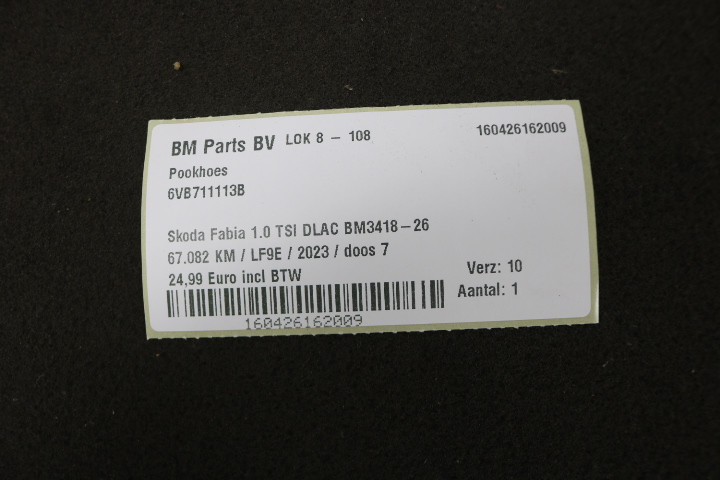 BM Parts BV LOK 8 - 108 160426162009
Pookhoes
6VB711113B
Skoda Fabia 1.0 TSI DLAC BM3418-26
67.082 KM / LF9E / 2023 / doos 7
24,99 Euro incl BTW
Verz: 10
Aantal: 1
160426162009